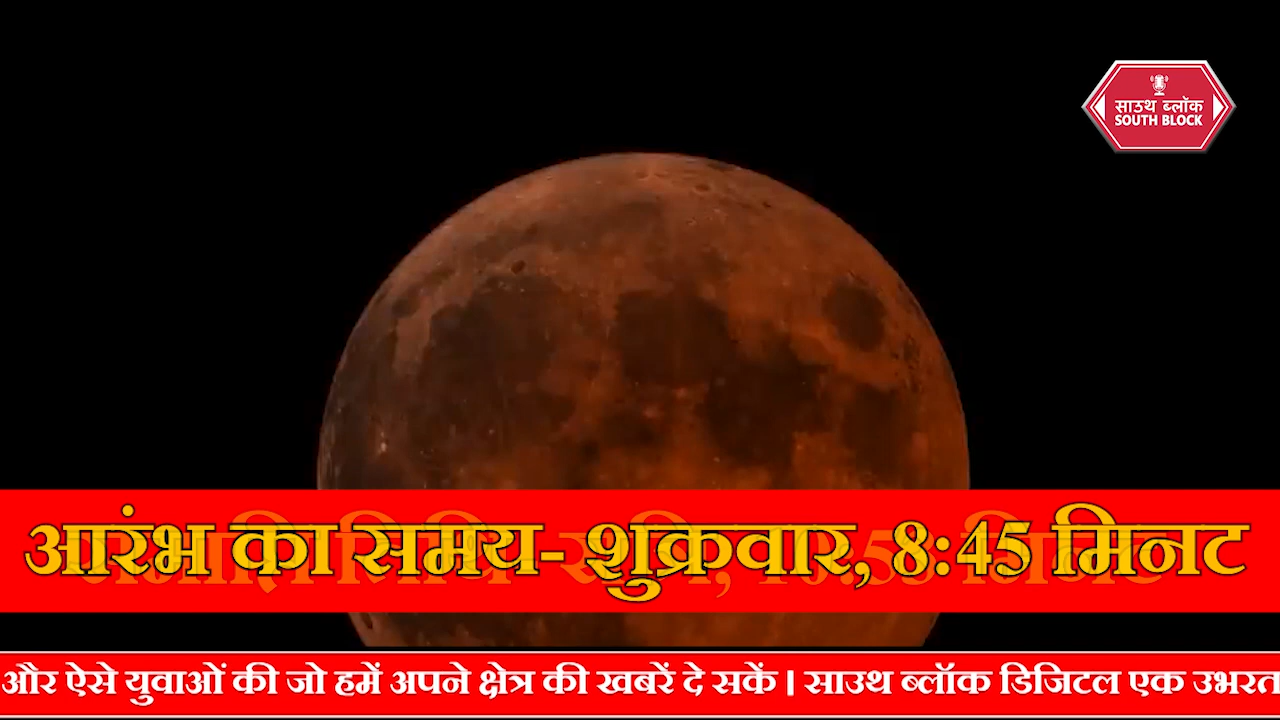 साउथ ब्लॉक
SOUTH BLOCK
आरंभ का समय- शुक्रवार, 8:45 मिनट
और ऐसे युवाओं की जो हमें अपने क्षेत्र की खबरें दे सकें । साउथ ब्लॉक डिजिटल एक उभरत